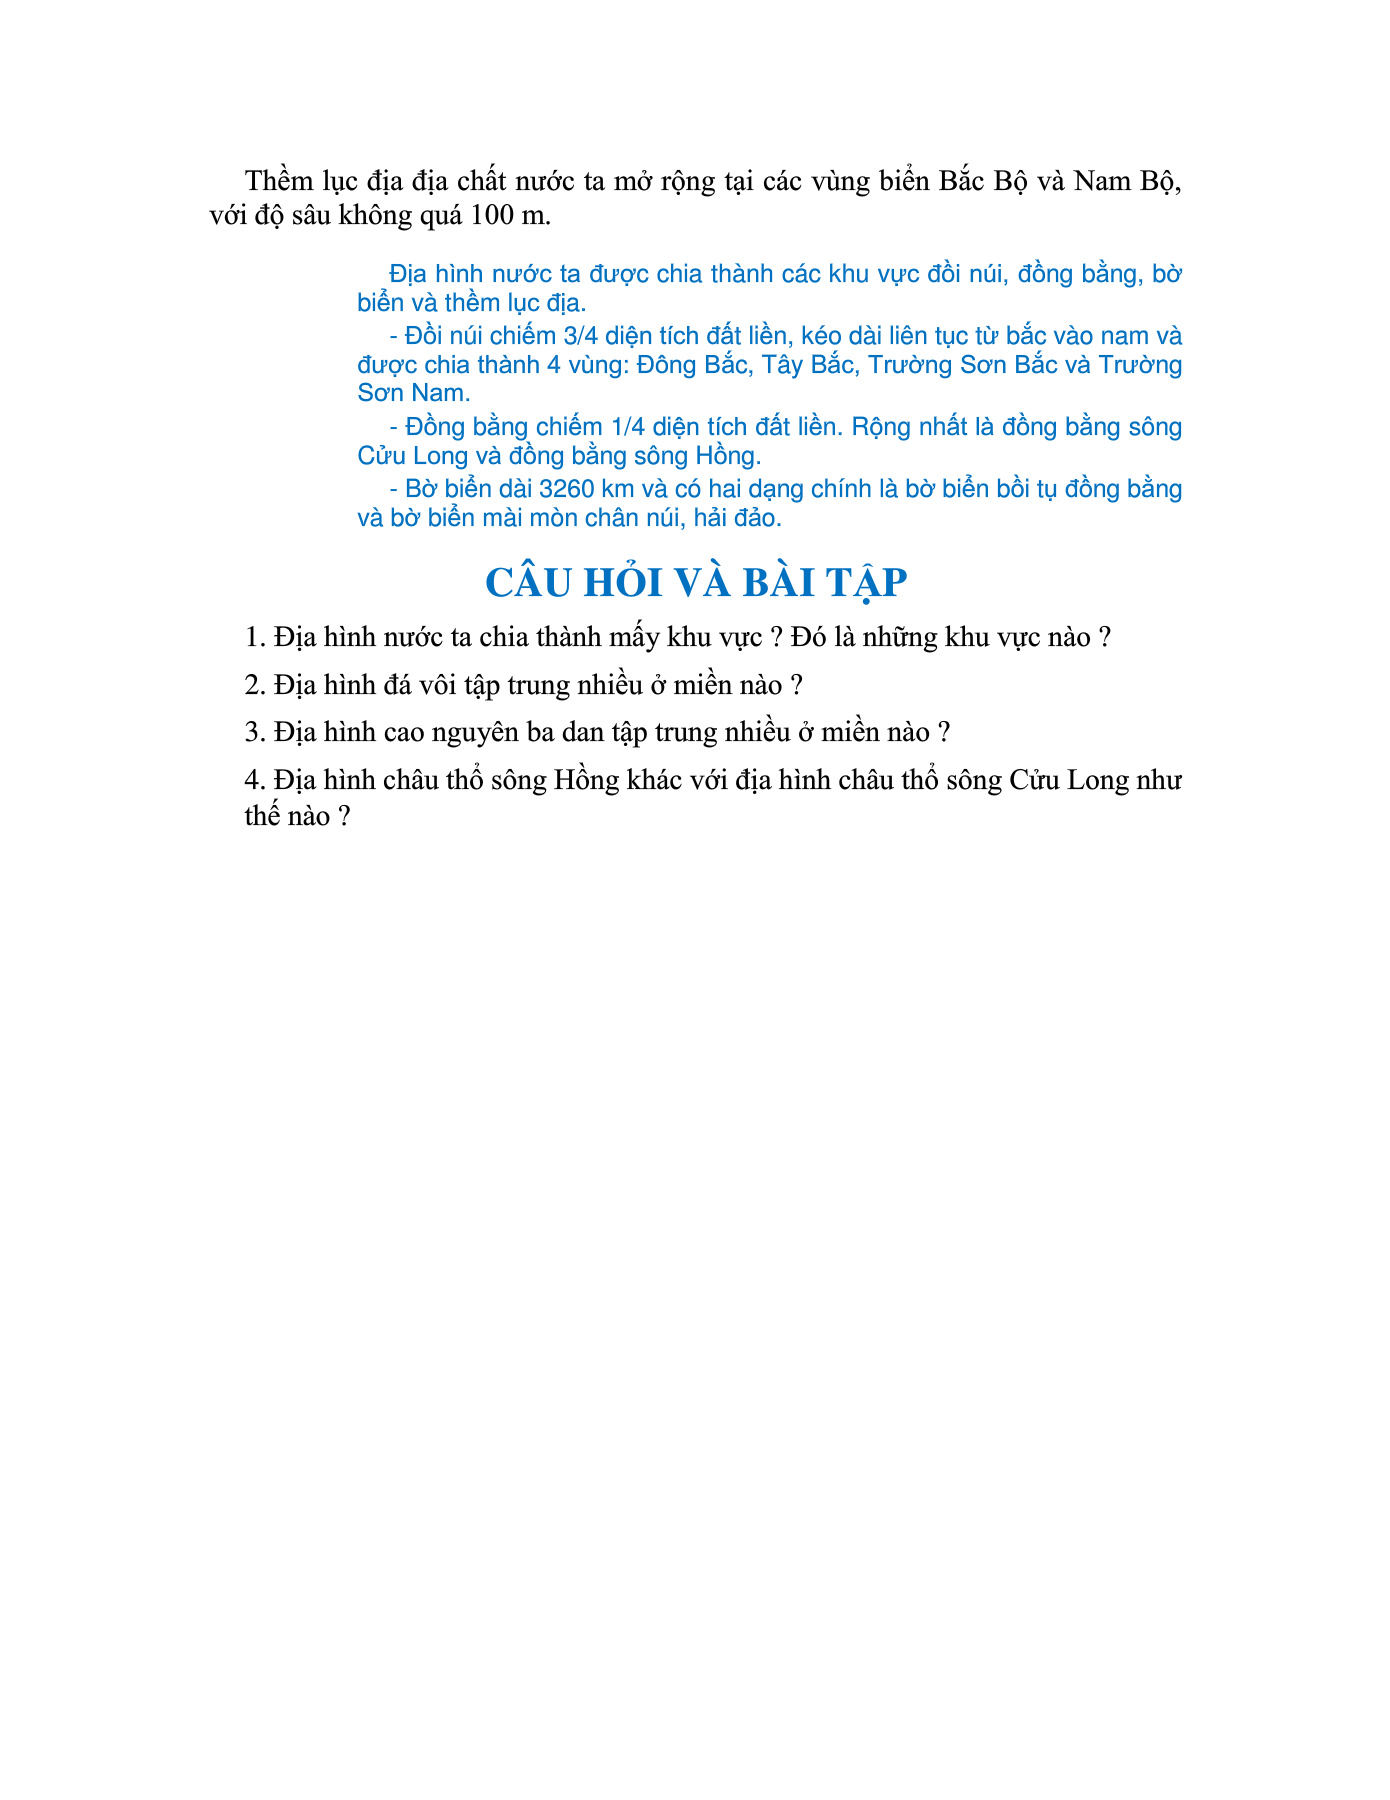 Thềm lục địa địa chất nước ta mở rộng tại các vùng biển Bắc Bộ và Nam Bộ,
với độ sâu không quá 100 m.
Địa hình nước ta được chia thành các khu vực đồi núi, đồng bằng, bờ
biển và thềm lục địa.
- Đồi núi chiếm 3/4 diện tích đất liền, kéo dài liên tục từ bắc vào nam và
được chia thành 4 vùng: Đông Bắc, Tây Bắc, Trường Sơn Bắc và Trường
Sơn Nam.
- Đồng bằng chiếm 1/4 diện tích đất liền. Rộng nhất là đồng bằng sông
Cửu Long và đồng bằng sông Hồng.
- Bờ biển dài 3260 km và có hai dạng chính là bờ biển bồi tụ đồng bằng
và bờ biển mài mòn chân núi, hải đảo.
CÂU HỎI VÀ BÀI TẬP
1. Địa hình nước ta chia thành mấy khu vực ? Đó là những khu vực nào ?
2. Địa hình đá vôi tập trung nhiều ở miền nào ?
3. Địa hình cao nguyên ba dan tập trung nhiều ở miền nào ?
4. Địa hình châu thổ sông Hồng khác với địa hình châu thổ sông Cửu Long như
thế nào ?